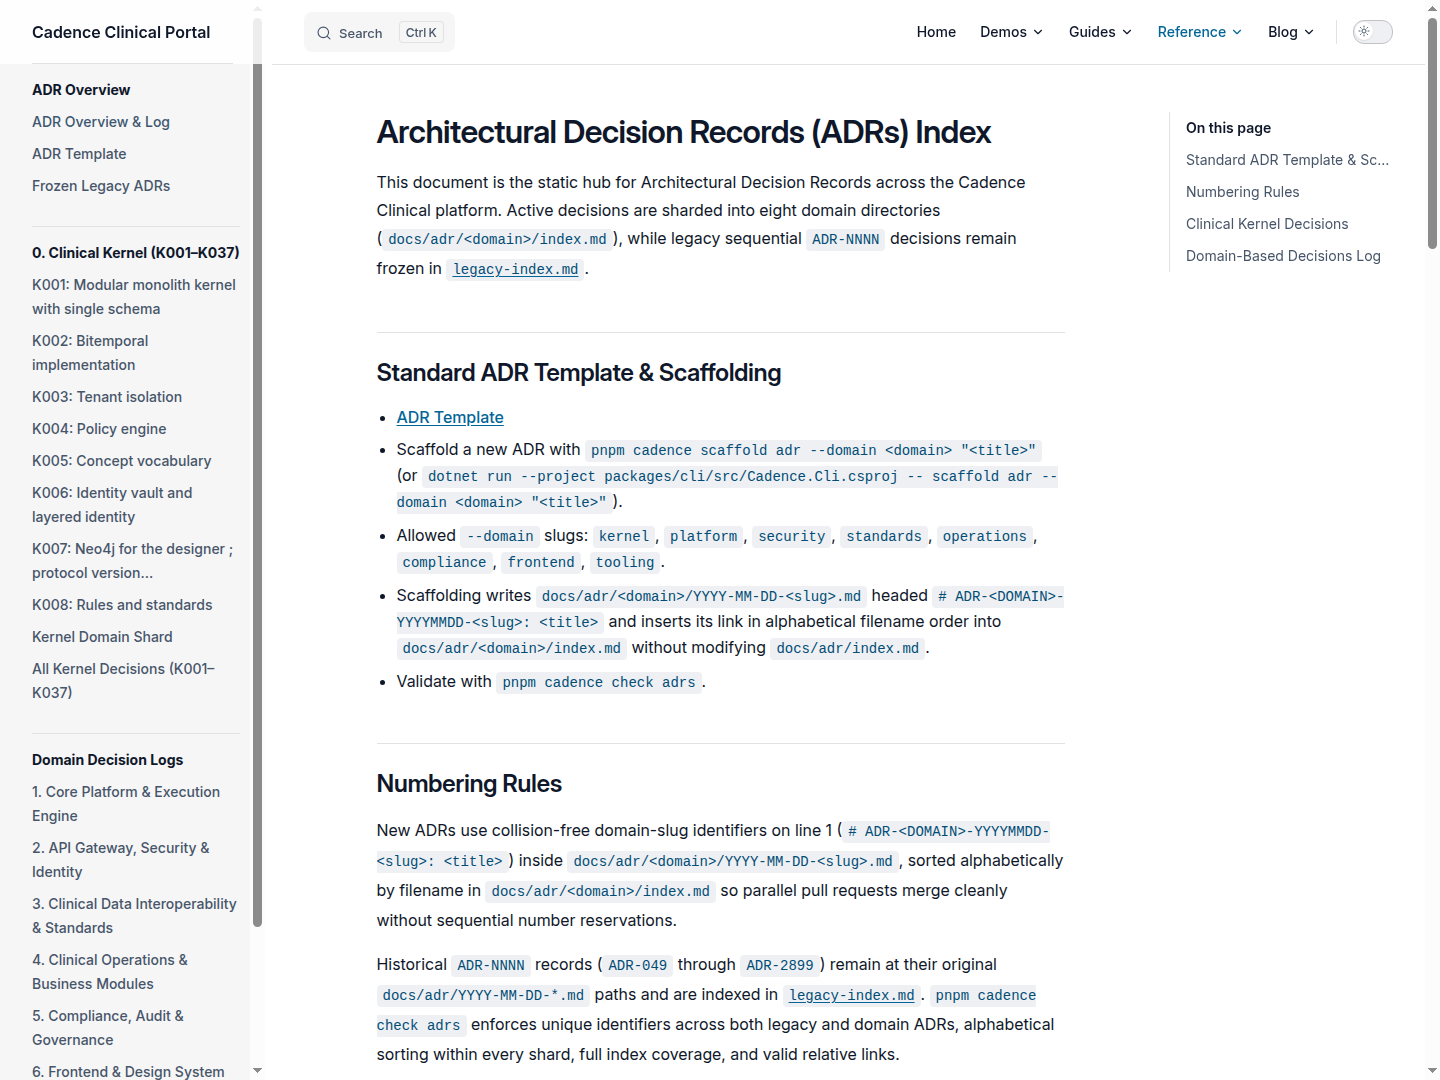 Cadence Clinical Portal
Search
Ctrl K
Home
Demos
Guides
Reference
Blog
ADR Overview
ADR Overview & Log
ADR Template
Frozen Legacy ADRs
0. Clinical Kernel (K001–K037)
K001: Modular monolith kernel
with single schema
K002: Bitemporal
implementation
K003: Tenant isolation
K004: Policy engine
K005: Concept vocabulary
K006: Identity vault and
layered identity
K007: Neo4j for the designer ;
protocol version...
K008: Rules and standards
Kernel Domain Shard
All Kernel Decisions (K001–
K037)
Domain Decision Logs
1. Core Platform & Execution
Engine
2. API Gateway, Security &
Identity
3. Clinical Data Interoperability
& Standards
4. Clinical Operations &
Business Modules
5. Compliance, Audit &
Governance
6. Frontend & Design System
Architectural Decision Records (ADRs) Index
This document is the static hub for Architectural Decision Records across the Cadence
Clinical platform. Active decisions are sharded into eight domain directories
( docs/adr/<domain>/index.md ), while legacy sequential ADR-NNNN decisions remain
frozen in legacy-index.md .
Standard ADR Template & Scaffolding
• ADR Template
• Scaffold a new ADR with pnpm cadence scaffold adr --domain <domain> "<title>"
(or dotnet run --project packages/cli/src/Cadence.Cli.csproj -- scaffold adr --
domain <domain> "<title>" ).
• Allowed --domain slugs: kernel , platform , security , standards , operations ,
compliance , frontend , tooling .
• Scaffolding writes docs/adr/<domain>/YYYY-MM-DD-<slug>.md headed # ADR-<DOMAIN>-
YYYYMMDD-<slug>: <title> and inserts its link in alphabetical filename order into
docs/adr/<domain>/index.md without modifying docs/adr/index.md .
• Validate with pnpm cadence check adrs .
Numbering Rules
New ADRs use collision-free domain-slug identifiers on line 1 ( # ADR-<DOMAIN>-YYYYMMDD-
<slug>: <title> ) inside docs/adr/<domain>/YYYY-MM-DD-<slug>.md , sorted alphabetically
by filename in docs/adr/<domain>/index.md so parallel pull requests merge cleanly
without sequential number reservations.
Historical ADR-NNNN records ( ADR-049 through ADR-2899 ) remain at their original
docs/adr/YYYY-MM-DD-*.md paths and are indexed in legacy-index.md . pnpm cadence
check adrs enforces unique identifiers across both legacy and domain ADRs, alphabetical
sorting within every shard, full index coverage, and valid relative links.
On this page
Standard ADR Template & Sc...
Numbering Rules
Clinical Kernel Decisions
Domain-Based Decisions Log